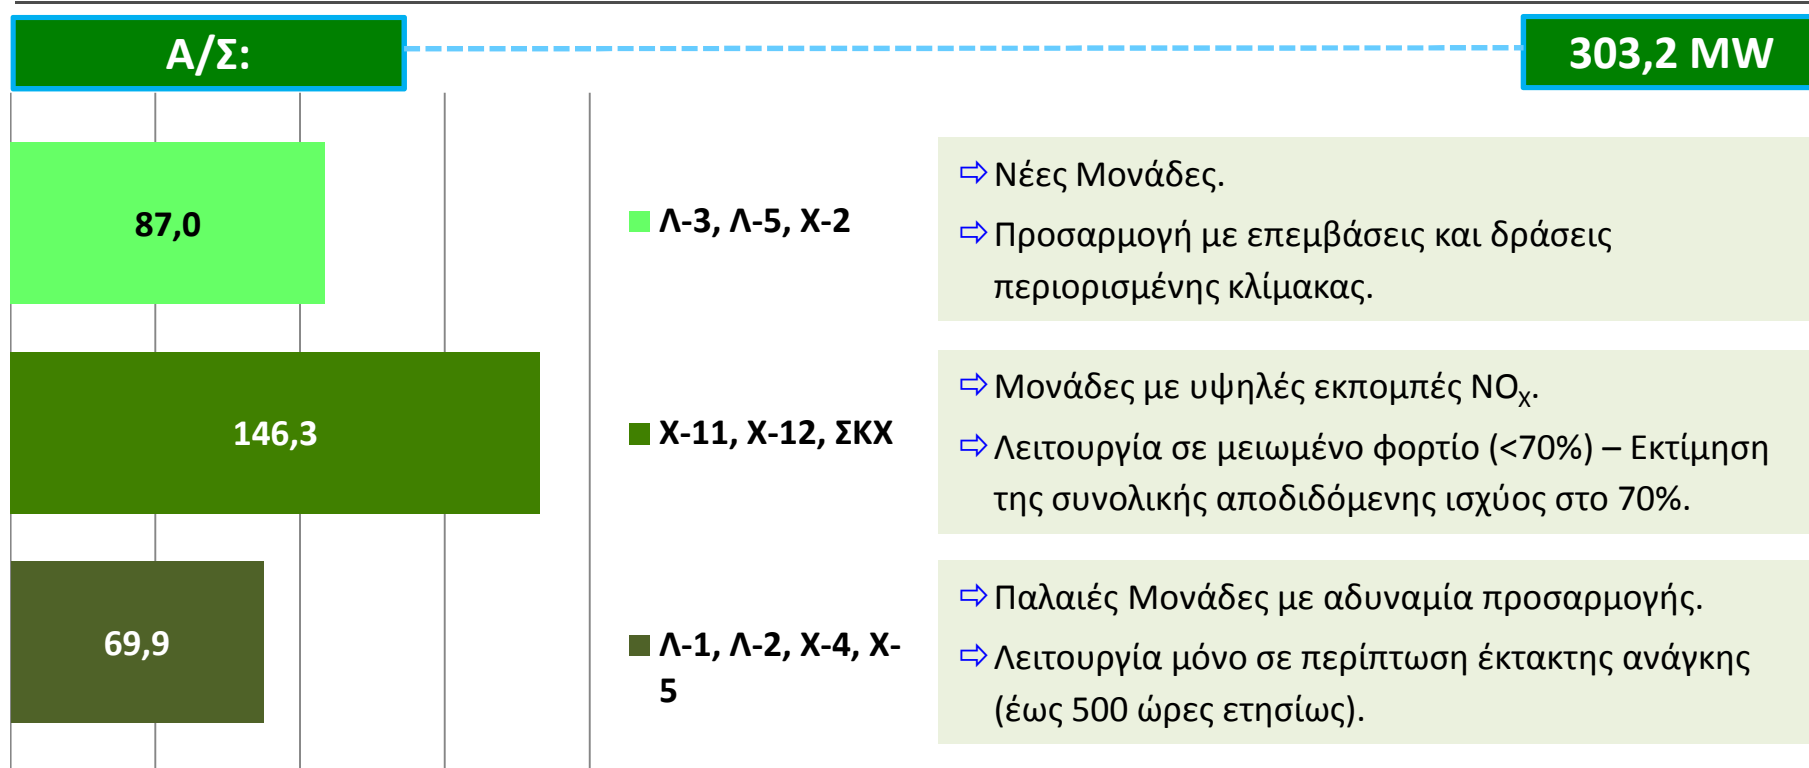 Α/Σ:
303,2 MW
87,0
Λ-3, Λ-5, Χ-2
⇨ Νέες Μονάδες.
⇨ Προσαρμογή με επεμβάσεις και δράσεις
περιορισμένης κλίμακας.
146,3
Χ-11, Χ-12, ΣΚΧ
⇨ Μονάδες με υψηλές εκπομπές NOχ.
⇨ Λειτουργία σε μειωμένο φορτίο (<70%) – Εκτίμηση
της συνολικής αποδιδόμενης ισχύος στο 70%.
69,9
Λ-1, Λ-2, Χ-4, Χ-
5
⇨ Παλαιές Μονάδες με αδυναμία προσαρμογής.
⇨ Λειτουργία μόνο σε περίπτωση έκτακτης ανάγκης
(έως 500 ώρες ετησίως).